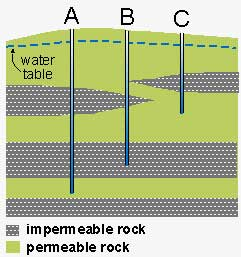 A B C
water
table
impermeable rock
permeable rock